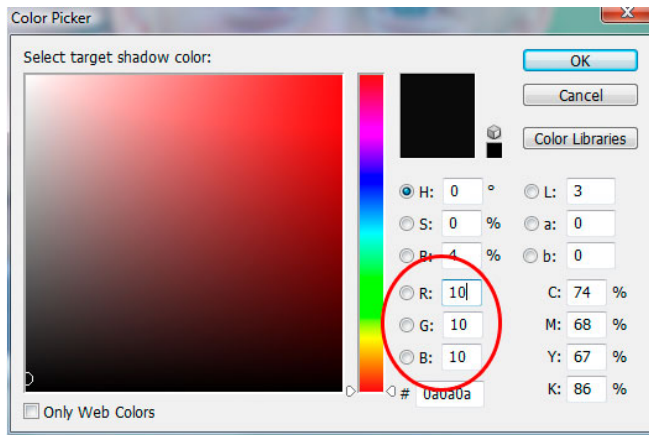 Color Picker
Select target shadow color:
OK
Cancel
Color Libraries
H: 0 °
L: 3
S: 0 %
a: 0
B: 4 %
b: 0
R: 10
C: 74 %
G: 10
M: 68 %
B: 10
Y: 67 %
# 0a0a0a
K: 86 %
Only Web Colors